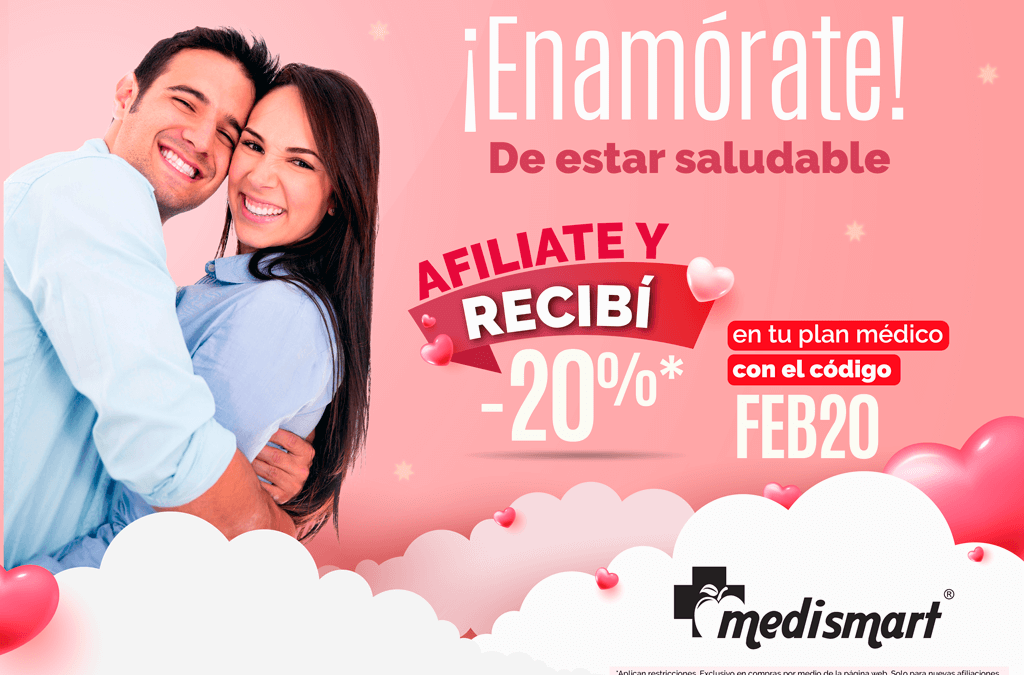 ¡Enamórate!
De estar saludable
AFILIATE Y
RECIBÍ
-20%*
en tu plan médico
con el código
FEB20
medismart®
*Aplican restricciones. Exclusivo en compras por medio de la página web. Solo para nuevas afiliaciones.